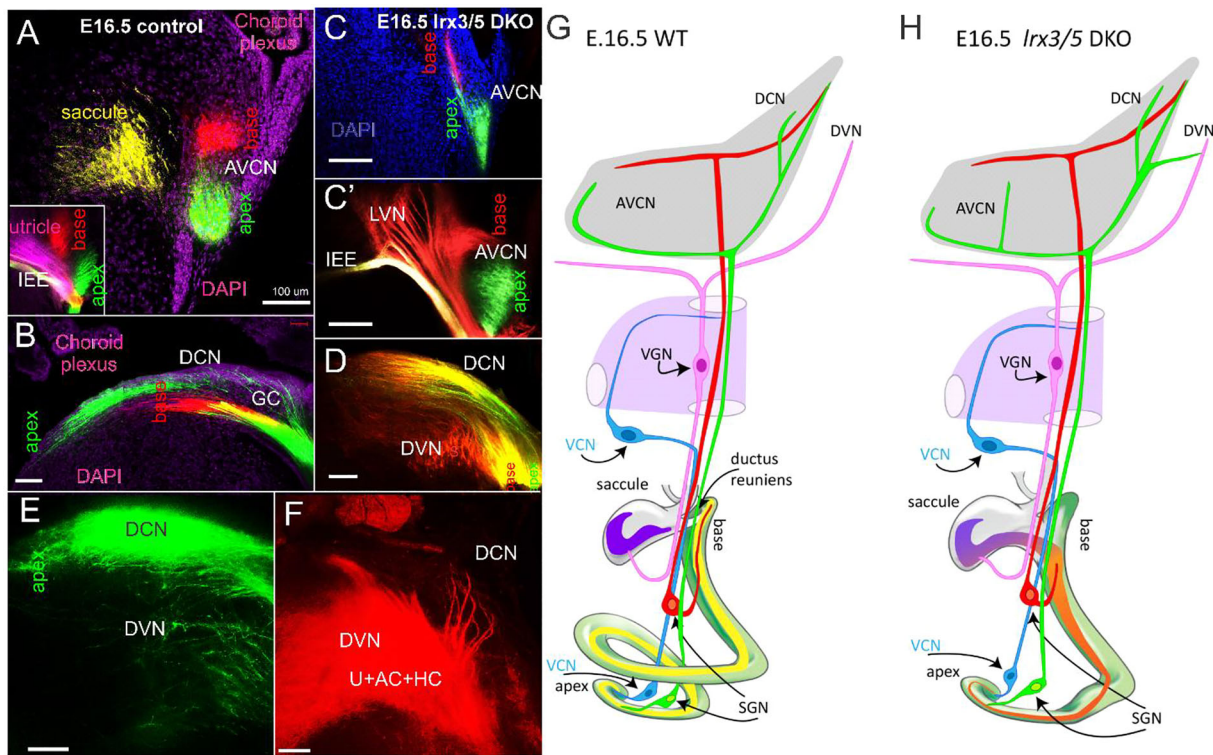 A
E16.5 control
Choroid
plexus
saccule
base
AVCN
apex
DAPI
100 um
utricle
base
IEE
apex
B
Choroid
plexus
DCN
GC
base
apex
DAPI
C
E16.5 lrx3/5 DKO
base
AVCN
apex
DAPI
C'
LVN
base
AVCN
IEE
apex
D
DCN
DVN
base
apex
E
DCN
apex
DVN
F
DCN
DVN
U+AC+HC
G
E.16.5 WT
DCN
DVN
AVCN
VGN
VCN
saccule
ductus
reuniens
base
VCN
apex
SGN
H
E16.5 lrx3/5 DKO
DCN
DVN
AVCN
VGN
VCN
saccule
base
VCN
apex
SGN